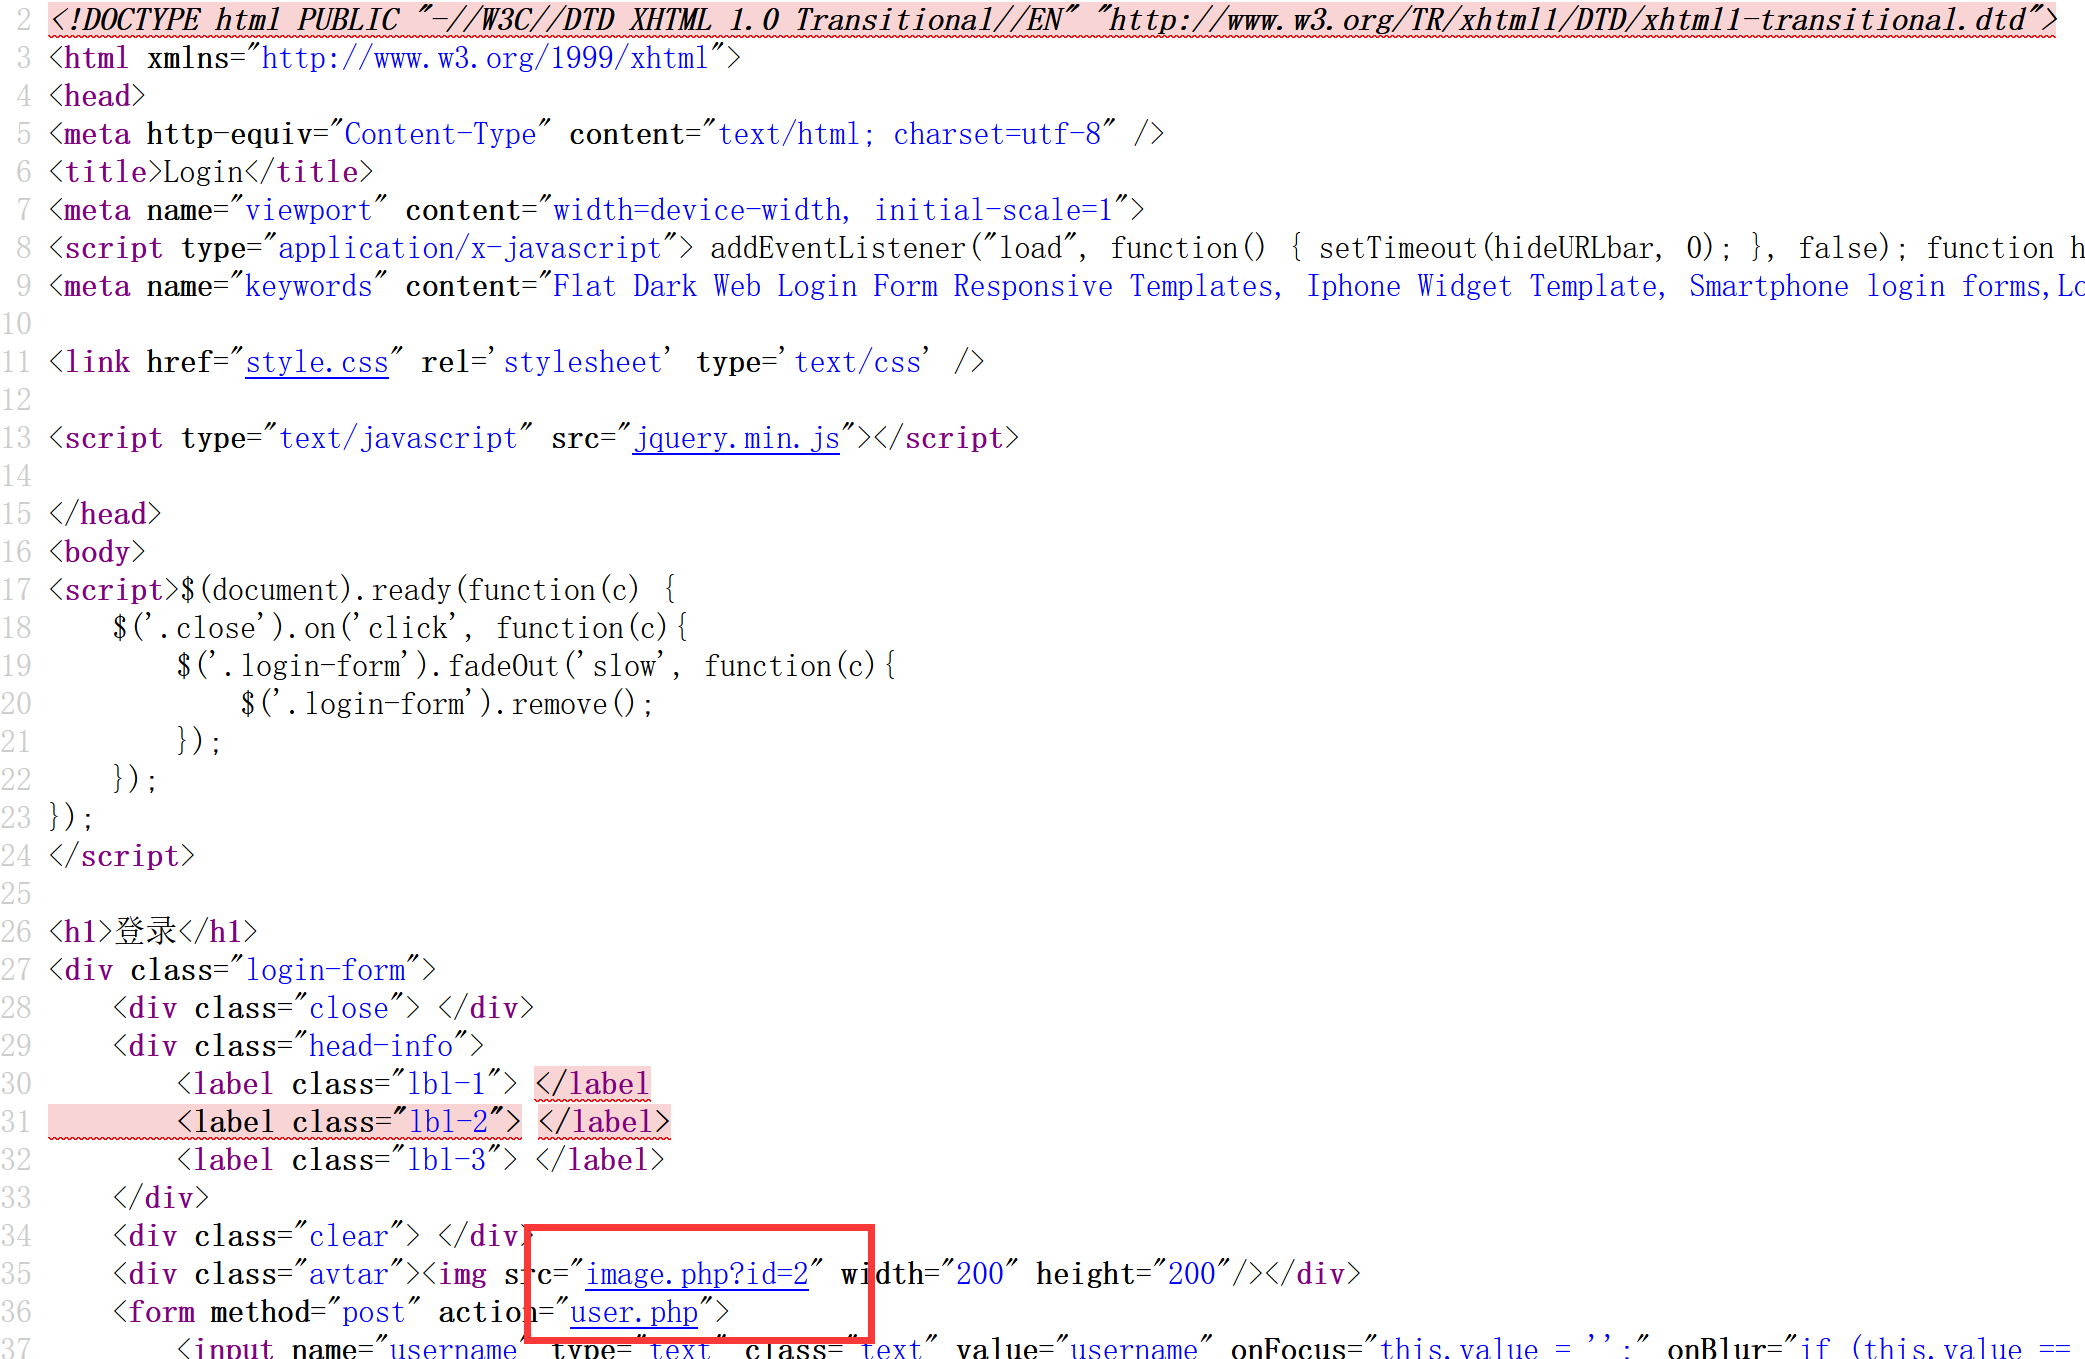 2 <!DOCTYPE html PUBLIC "-//W3C//DTD XHTML 1.0 Transitional//EN" "http://www.w3.org/TR/xhtml1/DTD/xhtml1-transitional.dtd">
3 <html xmlns="http://www.w3.org/1999/xhtml">
4 <head>
5 <meta http-equiv="Content-Type" content="text/html; charset=utf-8" />
6 <title>Login</title>
7 <meta name="viewport" content="width=device-width, initial-scale=1">
8 <script type="application/x-javascript"> addEventListener("load", function() { setTimeout(hideURLbar, 0); }, false); function h
9 <meta name="keywords" content="Flat Dark Web Login Form Responsive Templates, Iphone Widget Template, Smartphone login forms,Lo
10
11 <link href="style.css" rel='stylesheet' type='text/css' />
12
13 <script type="text/javascript" src="jquery.min.js"></script>
14
15 </head>
16 <body>
17 <script>$(document).ready(function(c) {
18     $('.close').on('click', function(c){
19         $('.login-form').fadeOut('slow', function(c){
20             $('.login-form').remove();
21         });
22     });
23 });
24 </script>
25
26 <h1>登录</h1>
27 <div class="login-form">
28     <div class="close"> </div>
29     <div class="head-info">
30         <label class="lbl-1"> </label
31         <label class="lbl-2"> </label>
32         <label class="lbl-3"> </label>
33     </div>
34     <div class="clear"> </div>
35     <div class="avtar"><img src="image.php?id=2" width="200" height="200"/></div>
36     <form method="post" action="user.php">
37         <input name="username" type="text" class="text" value="username" onFocus="this.value = '';" onBlur="if (this.value ==